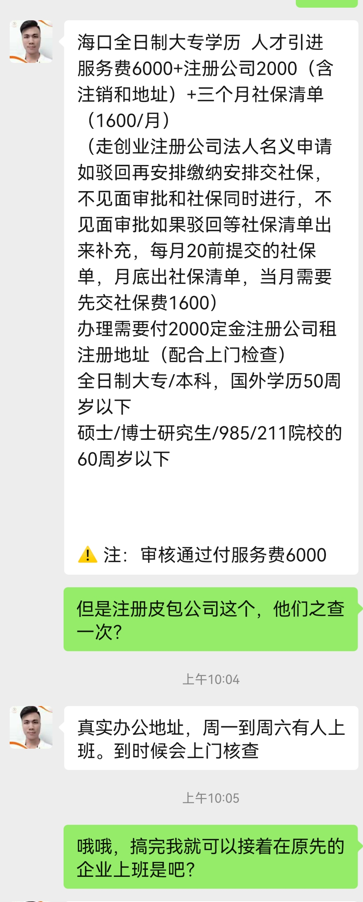 海口全日制大专学历  人才引进
服务费6000+注册公司2000（含
注销和地址）+三个月社保清单
（1600/月）
（走创业注册公司法人名义申请
如驳回再安排缴纳安排交社保，
不见面审批和社保同时进行，不
见面审批如果驳回等社保清单出
来补充，每月20前提交的社保
单，月底出社保清单，当月需要
先交社保费1600）
办理需要付2000定金注册公司租
注册地址（配合上门检查）
全日制大专/本科，国外学历50周
岁以下
硕士/博士研究生/985/211院校的
60周岁以下
⚠️ 注：审核通过付服务费6000
但是注册皮包公司这个，他们之查
一次？
上午10:04
真实办公地址，周一到周六有人上
班。到时候会上门核查
上午10:05
哦哦，搞完我就可以接着在原先的
企业上班是吧？